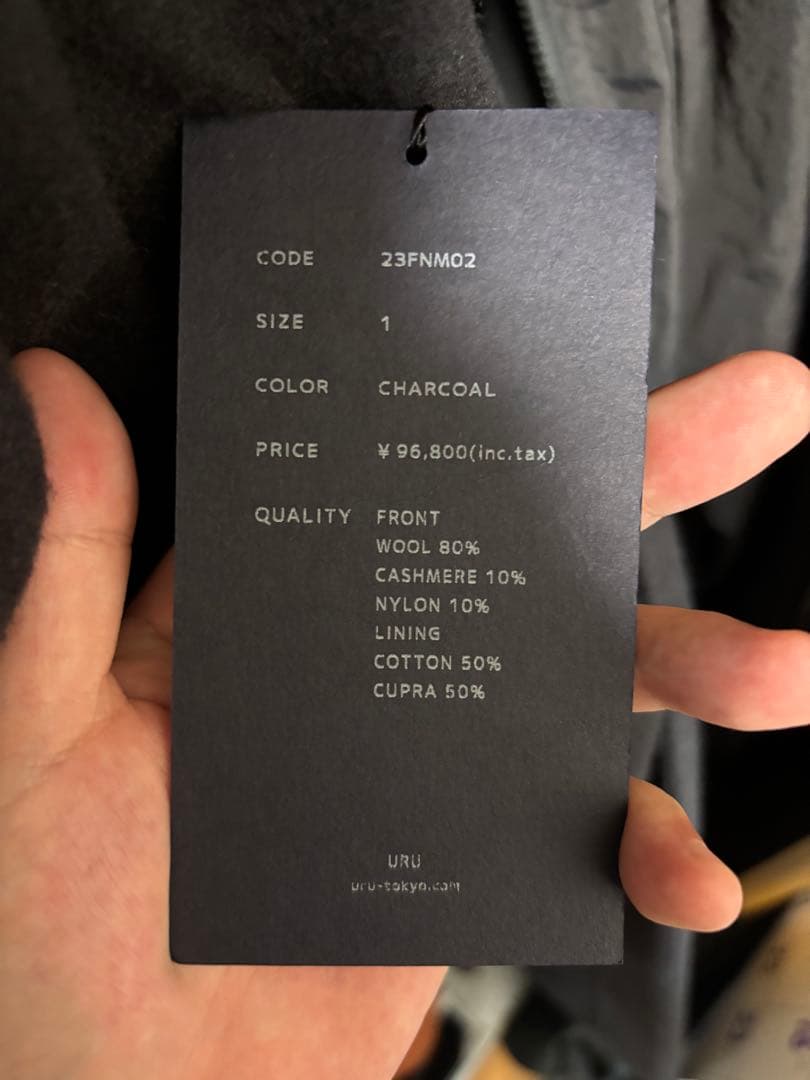 CODE 23FNM02
SIZE 1
COLOR CHARCOAL
PRICE ¥ 96,800(inc.tax)
QUALITY FRONT
WOOL 80%
CASHMERE 10%
NYLON 10%
LINING
COTTON 50%
CUPRA 50%
URU
uru-tokyo.com